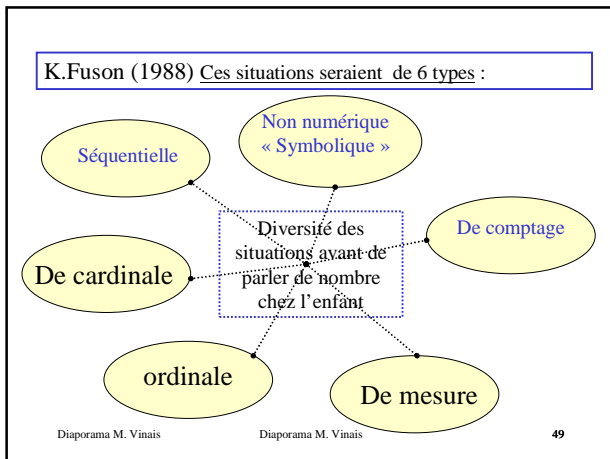 K.Fuson (1988) Ces situations seraient de 6 types :
Non numérique
« Symbolique »
Séquentielle
De comptage
Diversité des
situations avant de
parler de nombre
chez l'enfant
De cardinale
ordinale
De mesure
Diaporama M. Vinais
Diaporama M. Vinais
49